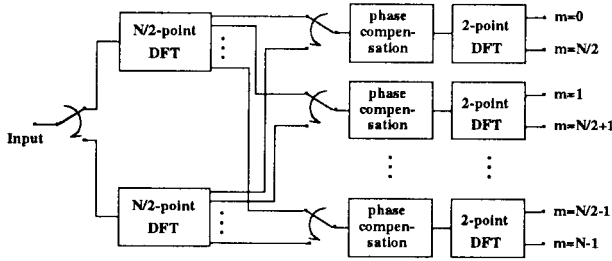 Input
N/2-point
DFT
N/2-point
DFT
phase
compen-
sation
2-point
DFT
m=0
m=N/2
phase
compen-
sation
2-point
DFT
m=1
m=N/2+1
phase
compen-
sation
2-point
DFT
m=N/2-1
m=N-1